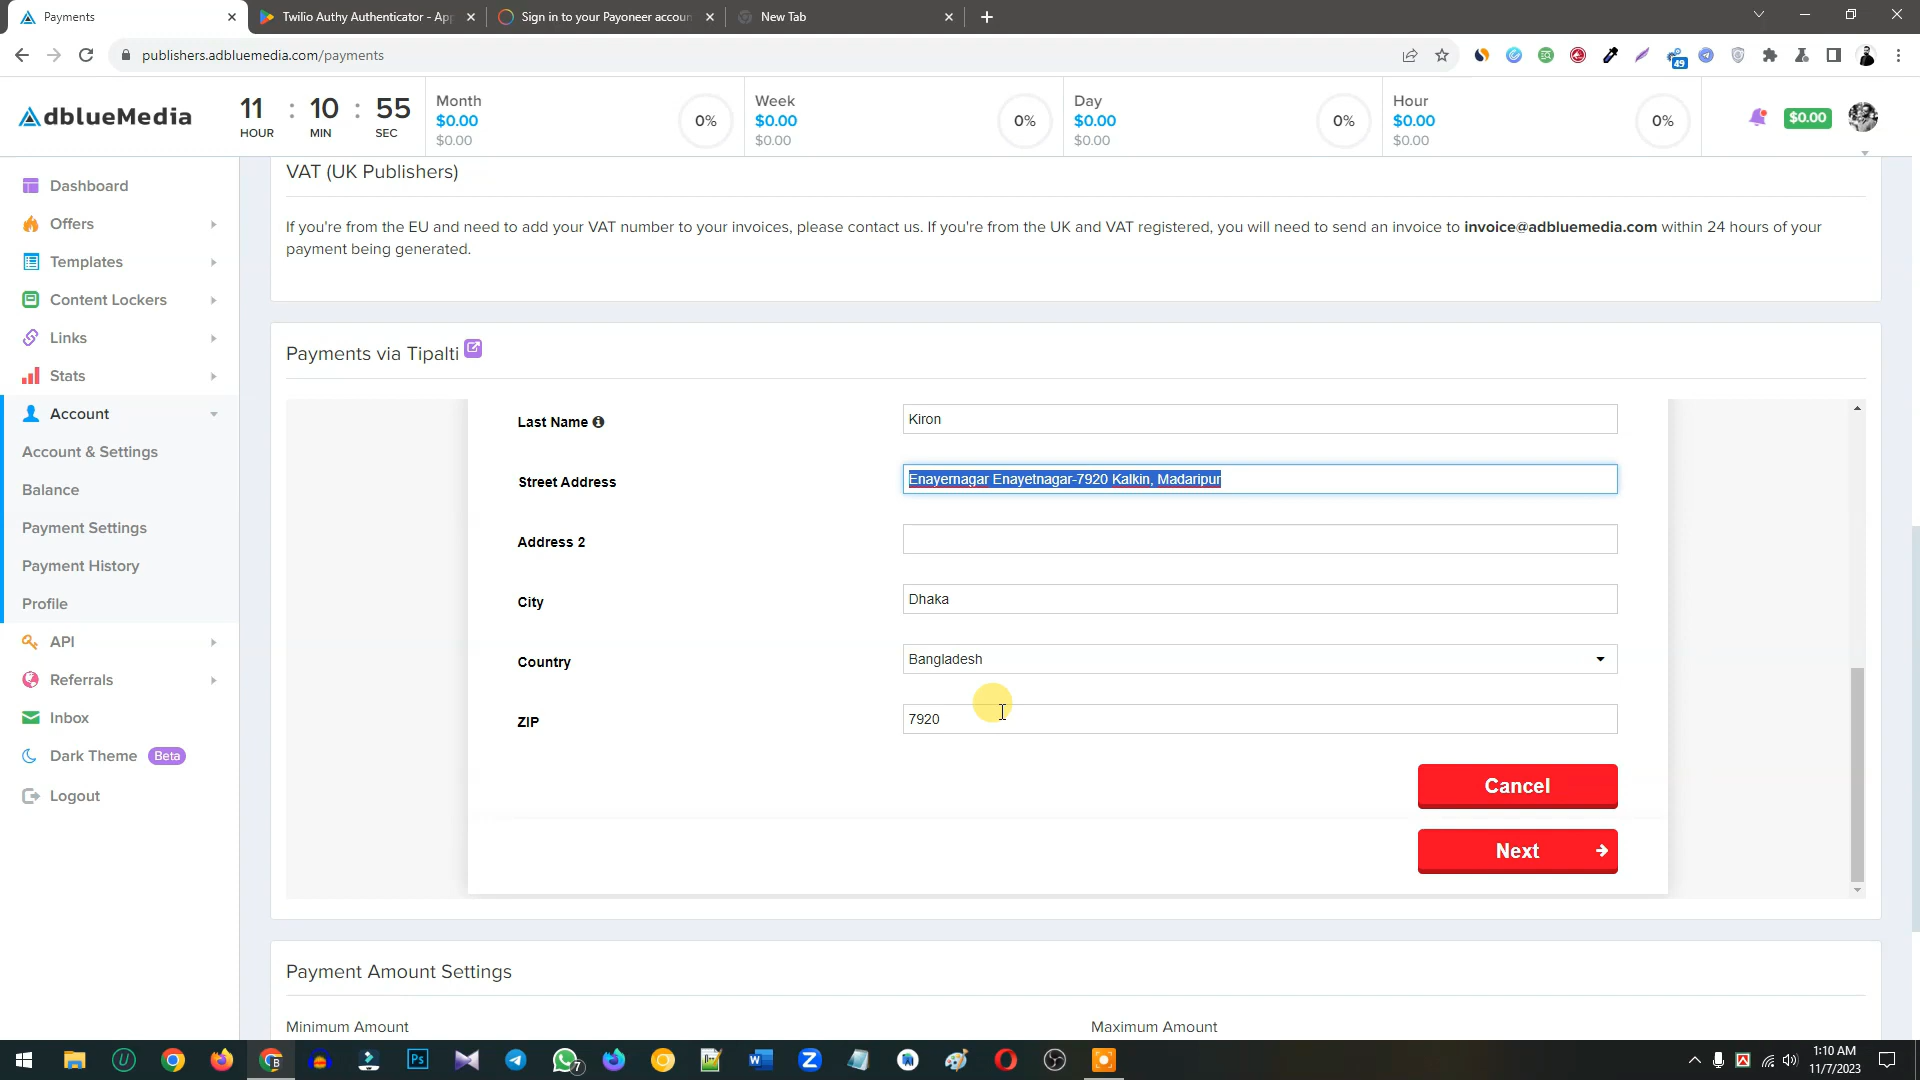 Payments
Twilio Authy Authenticator - App
Sign in to your Payoneer accoun
New Tab
publishers.adbluemedia.com/payments
49
AdblueMedia
11 : 10 : 55
HOUR MIN SEC
Month
$0.00
$0.00
0%
Week
$0.00
$0.00
0%
Day
$0.00
$0.00
0%
Hour
$0.00
$0.00
0%
$0.00
Dashboard
Offers
Templates
Content Lockers
Links
Stats
Account
Account & Settings
Balance
Payment Settings
Payment History
Profile
API
Referrals
Inbox
Dark Theme Beta
Logout
VAT (UK Publishers)
If you're from the EU and need to add your VAT number to your invoices, please contact us. If you're from the UK and VAT registered, you will need to send an invoice to invoice@adbluemedia.com within 24 hours of your
payment being generated.
Payments via Tipalti
Last Name
Kiron
Street Address
Enayernagar Enayetnagar-7920 Kalkin, Madaripur
Address 2
City
Dhaka
Country
Bangladesh
ZIP
7920
Cancel
Next
Payment Amount Settings
Minimum Amount
Maximum Amount
1:10 AM
11/7/2023